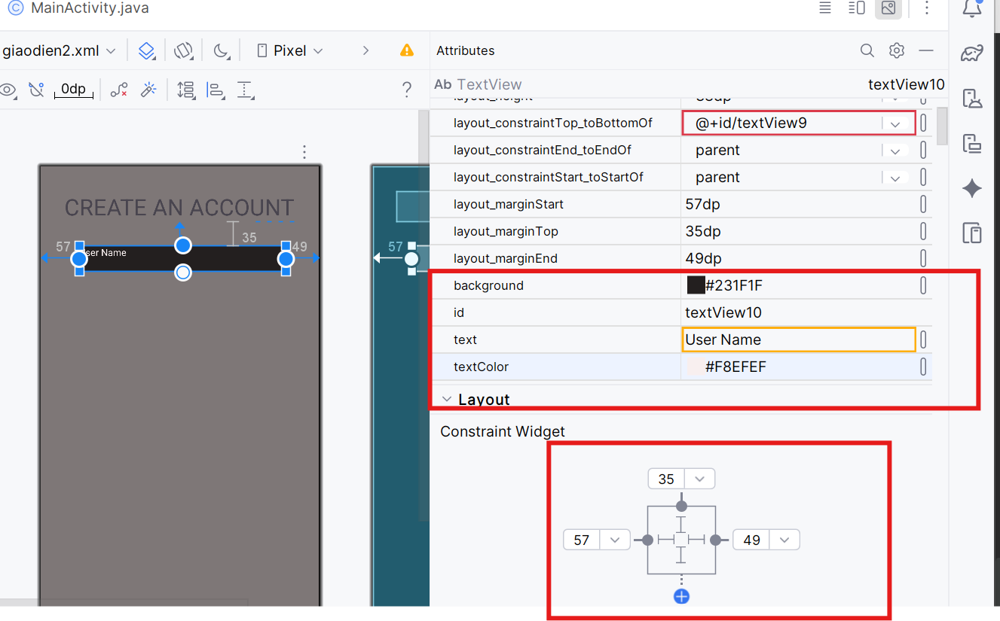 MainActivity.java
giaodien2.xml
Pixel
Attributes
0dp
?
Ab TextView
textView10
layout_height
layout_constraintTop_toBottomOf
@+id/textView9
layout_constraintEnd_toEndOf
parent
layout_constraintStart_toStartOf
parent
layout_marginStart
57dp
layout_marginTop
35dp
layout_marginEnd
49dp
background
#231F1F
id
textView10
text
User Name
textColor
#F8EFEF
Layout
Constraint Widget
35
57
49
CREATE AN ACCOUNT
35
57
49
Name
57